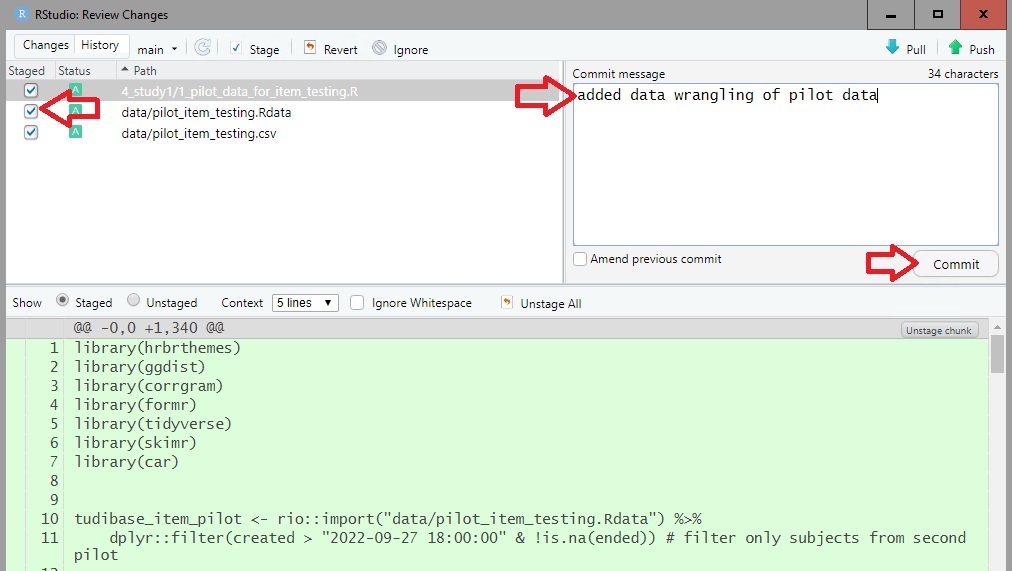 R RStudio: Review Changes
Changes History main Stage Revert Ignore Pull Push
Staged Status Path
A 4_study1/1_pilot_data_for_item_testing.R
A data/pilot_item_testing.Rdata
A data/pilot_item_testing.csv
Commit message 34 characters
added data wrangling of pilot data
Amend previous commit
Commit
Show Staged Unstaged Context 5 lines Ignore Whitespace Unstage All
@@ -0,0 +1,340 @@ Unstage chunk
1 library(hrbrthemes)
2 library(ggdist)
3 library(corrgram)
4 library(formr)
5 library(tidyverse)
6 library(skimr)
7 library(car)
8
9
10 tudibase_item_pilot <- rio::import("data/pilot_item_testing.Rdata") %>%
11 dplyr::filter(created > "2022-09-27 18:00:00" & !is.na(ended)) # filter only subjects from second
pilot